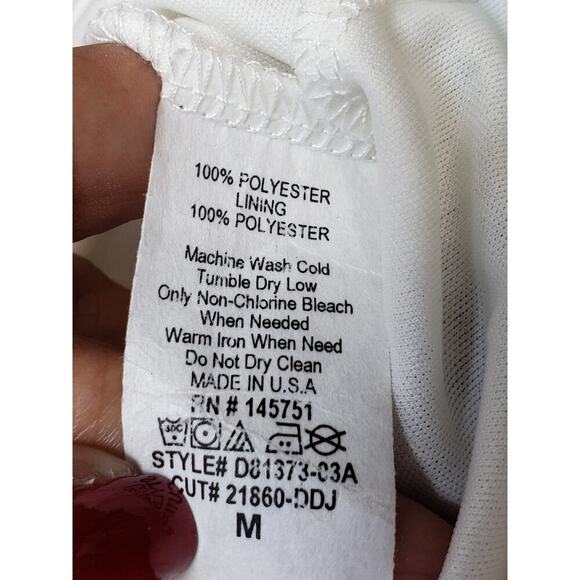 100% POLYESTER
LINING
100% POLYESTER
Machine Wash Cold
Tumble Dry Low
Only Non-Chlorine Bleach
When Needed
Warm Iron When Need
Do Not Dry Clean
MADE IN U.S.A
RN # 145751
30C
STYLE# D81373-03A
CUT# 21860-DDJ
M